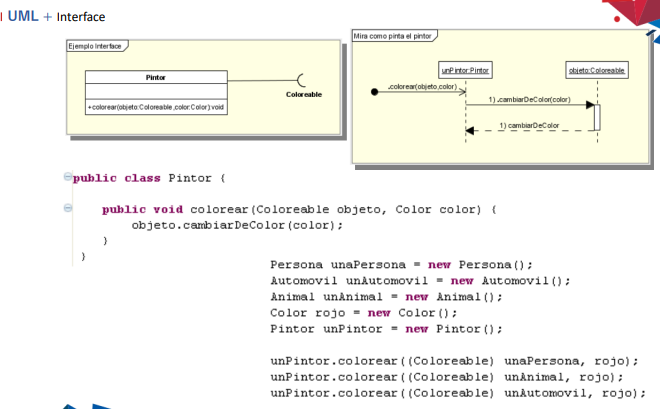 UML + Interface
Ejemplo Interface
Pintor
+colorear(objeto:Coloreable,color:Color):void
Coloreable
Mira como pinta el pintor
unPintor:Pintor
objeto:Coloreable
.colorear(objeto,color)
1) .cambiarDeColor(color)
1) cambiarDeColor
public class Pintor {
public void colorear(Coloreable objeto, Color color) {
objeto.cambiarDeColor(color);
}
}
Persona unaPersona = new Persona();
Automovil unAutomovil = new Automovil();
Animal unAnimal = new Animal();
Color rojo = new Color();
Pintor unPintor = new Pintor();
unPintor.colorear((Coloreable) unaPersona, rojo);
unPintor.colorear((Coloreable) unAnimal, rojo);
unPintor.colorear((Coloreable) unAutomovil, rojo);